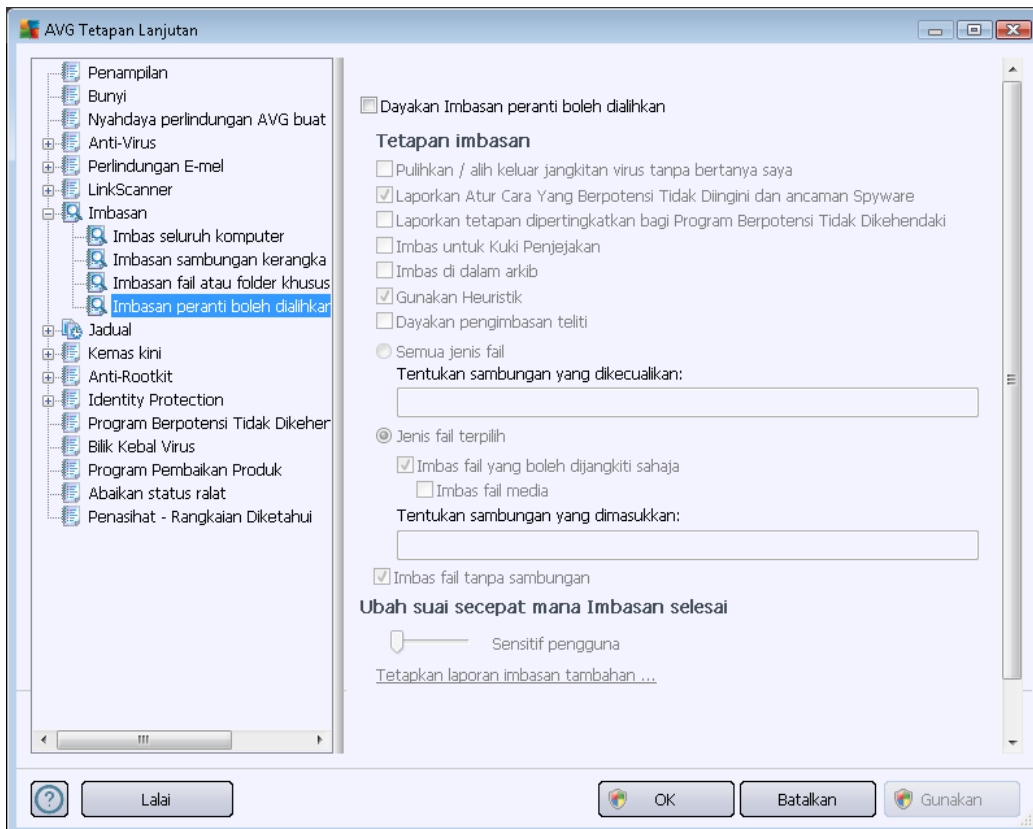 AVG Tetapan Lanjutan
Penampilan
Bunyi
Nyahdaya perlindungan AVG buat
Anti-Virus
Perlindungan E-mel
LinkScanner
Imbasan
Imbas seluruh komputer
Imbasan sambungan kerangka
Imbasan fail atau folder khusus
Imbasan peranti boleh dialihkan
Jadual
Kemas kini
Anti-Rootkit
Identity Protection
Program Berpotensi Tidak Dikeher
Bilik Kebal Virus
Program Pembaikan Produk
Abaikan status ralat
Penasihat - Rangkaian Diketahui
Dayakan Imbasan peranti boleh dialihkan
Tetapan imbasan
Pulihkan / alih keluar jangkitan virus tanpa bertanya saya
Laporkan Atur Cara Yang Berpotensi Tidak Diingini dan ancaman Spyware
Laporkan tetapan dipertingkatkan bagi Program Berpotensi Tidak Dikehendaki
Imbas untuk Kuki Penjejakan
Imbas di dalam arkib
Gunakan Heuristik
Dayakan pengimbasan teliti
Semua jenis fail
Tentukan sambungan yang dikecualikan:
Jenis fail terpilih
Imbas fail yang boleh dijangkiti sahaja
Imbas fail media
Tentukan sambungan yang dimasukkan:
Imbas fail tanpa sambungan
Ubah suai secepat mana Imbasan selesai
Sensitif pengguna
Tetapkan laporan imbasan tambahan ...
Lalai
OK
Batalkan
Gunakan